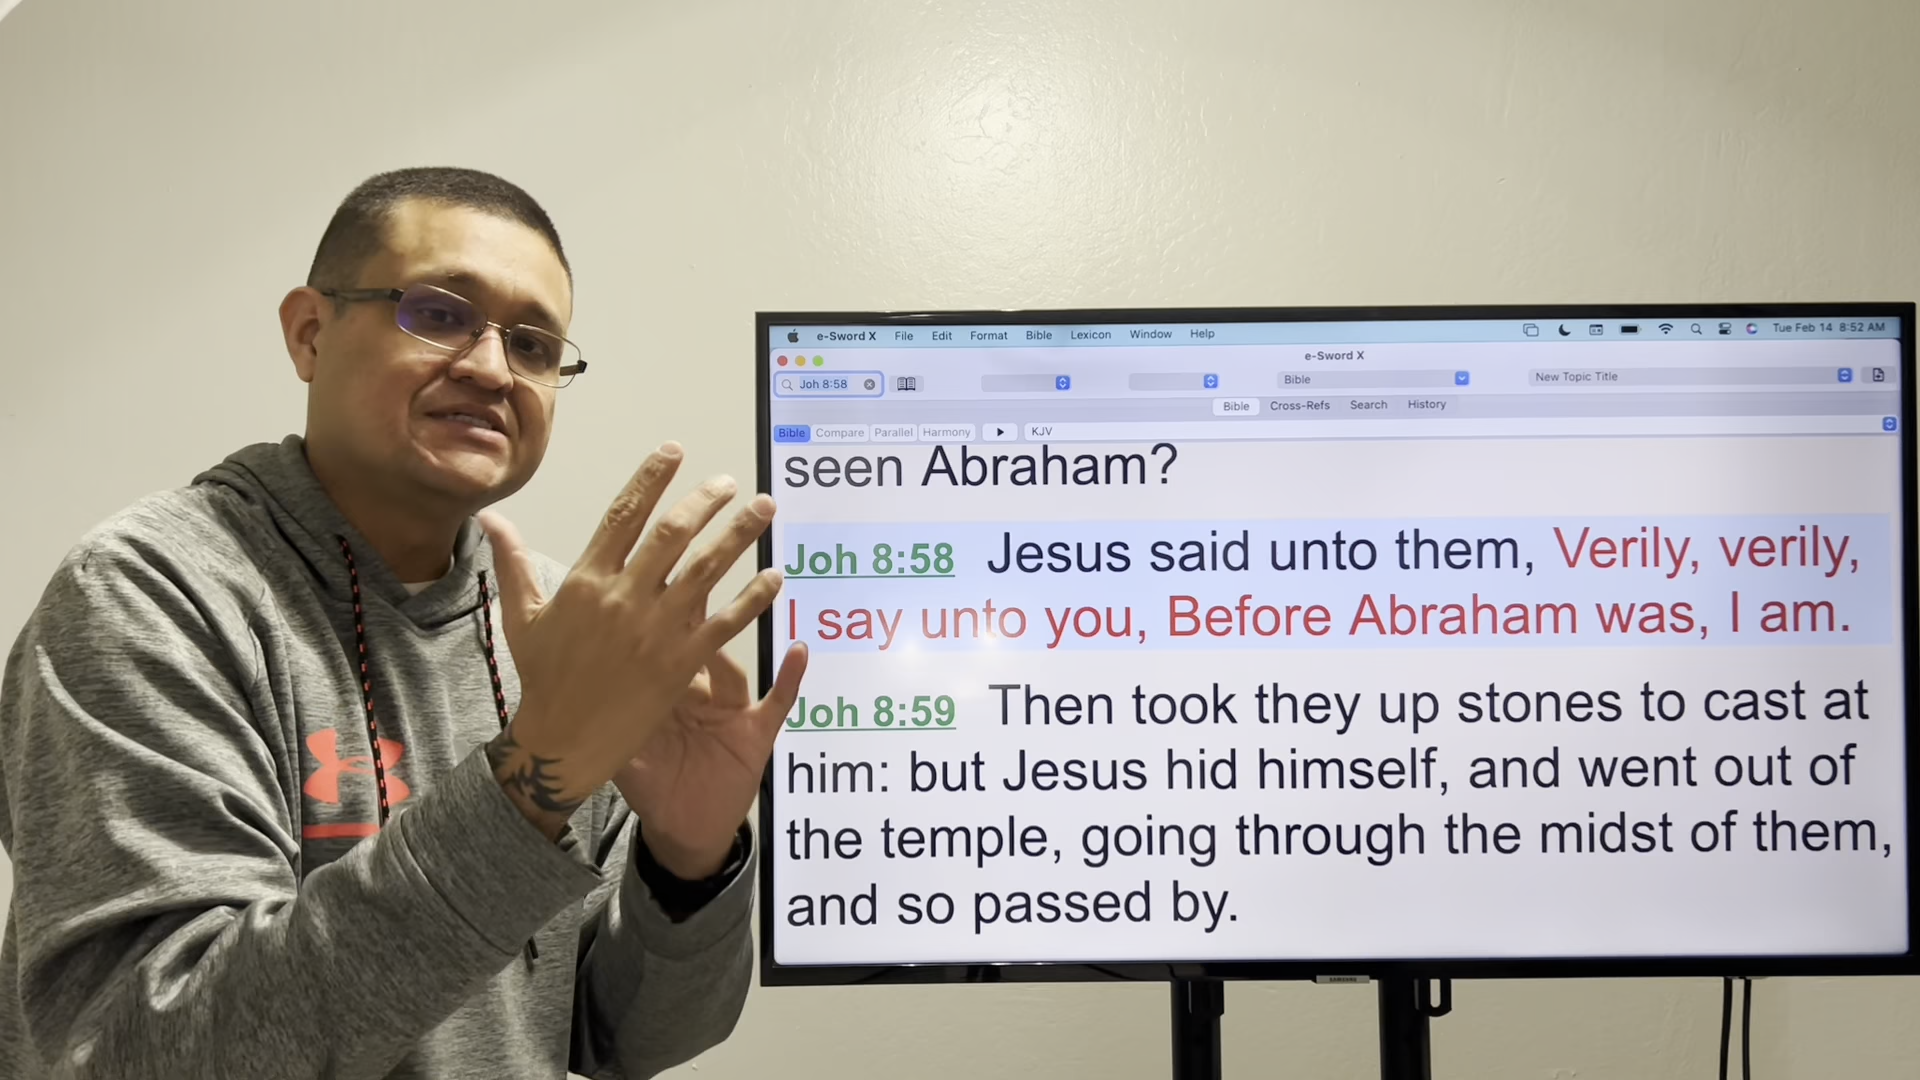 e-Sword X File Edit Format Bible Lexicon Window Help Tue Feb 14 8:52 AM
e-Sword X
Joh 8:58 Bible New Topic Title
Bible Cross-Refs Search History
Bible Compare Parallel Harmony KJV
seen Abraham?
Joh 8:58 Jesus said unto them, Verily, verily,
I say unto you, Before Abraham was, I am.
Joh 8:59 Then took they up stones to cast at
him: but Jesus hid himself, and went out of
the temple, going through the midst of them,
and so passed by.
SAMSUNG